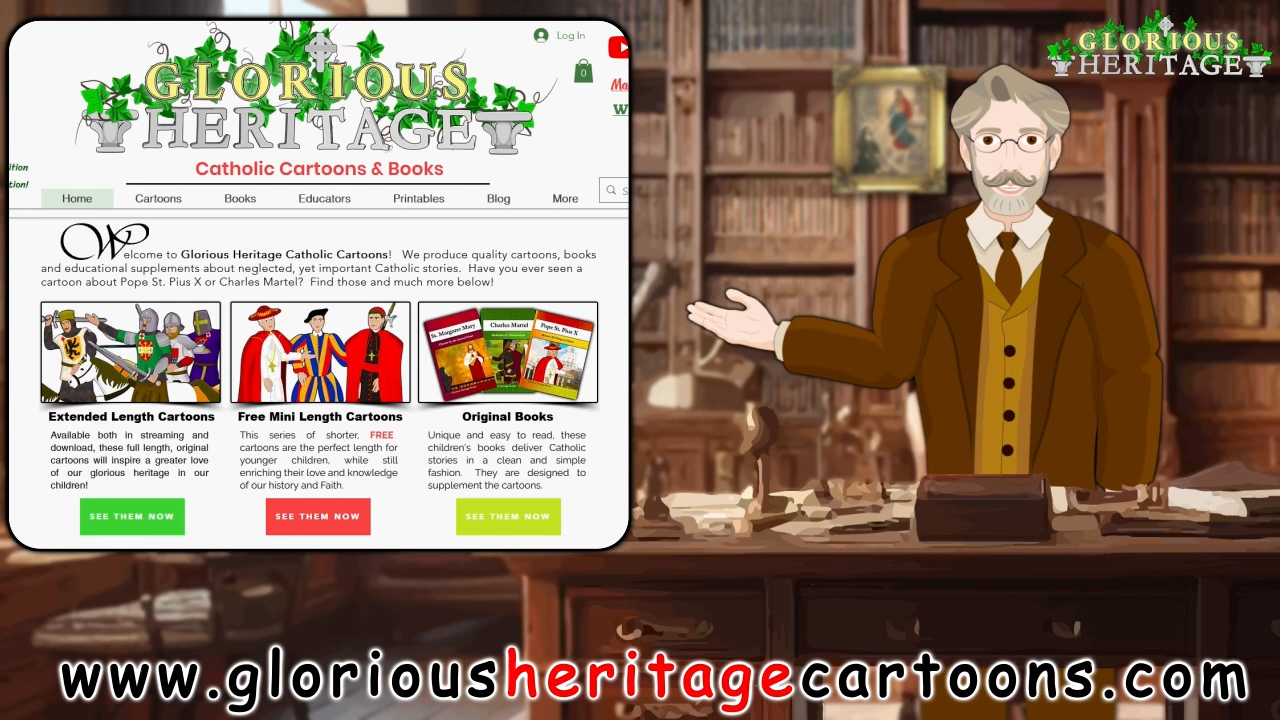 Log In
0
GLORIOUS
HERITAGE
Catholic Cartoons & Books
Home Cartoons Books Educators Printables Blog More
Welcome to Glorious Heritage Catholic Cartoons! We produce quality cartoons, books
and educational supplements about neglected, yet important Catholic stories. Have you ever seen a
cartoon about Pope St. Pius X or Charles Martel? Find those and much more below!
St. Margaret Mary
Charles Martel
Pope St. Pius X
Extended Length Cartoons
Available both in streaming and
download, these full length, original
cartoons will inspire a greater love
of our glorious heritage in our
children!
SEE THEM NOW
Free Mini Length Cartoons
This series of shorter, FREE
cartoons are the perfect length for
younger children, while still
enriching their love and knowledge
of our history and Faith.
SEE THEM NOW
Original Books
Unique and easy to read, these
children's books deliver Catholic
stories in a clean and simple
fashion. They are designed to
supplement the cartoons.
SEE THEM NOW
GLORIOUS
HERITAGE
www.gloriousheritagecartoons.com